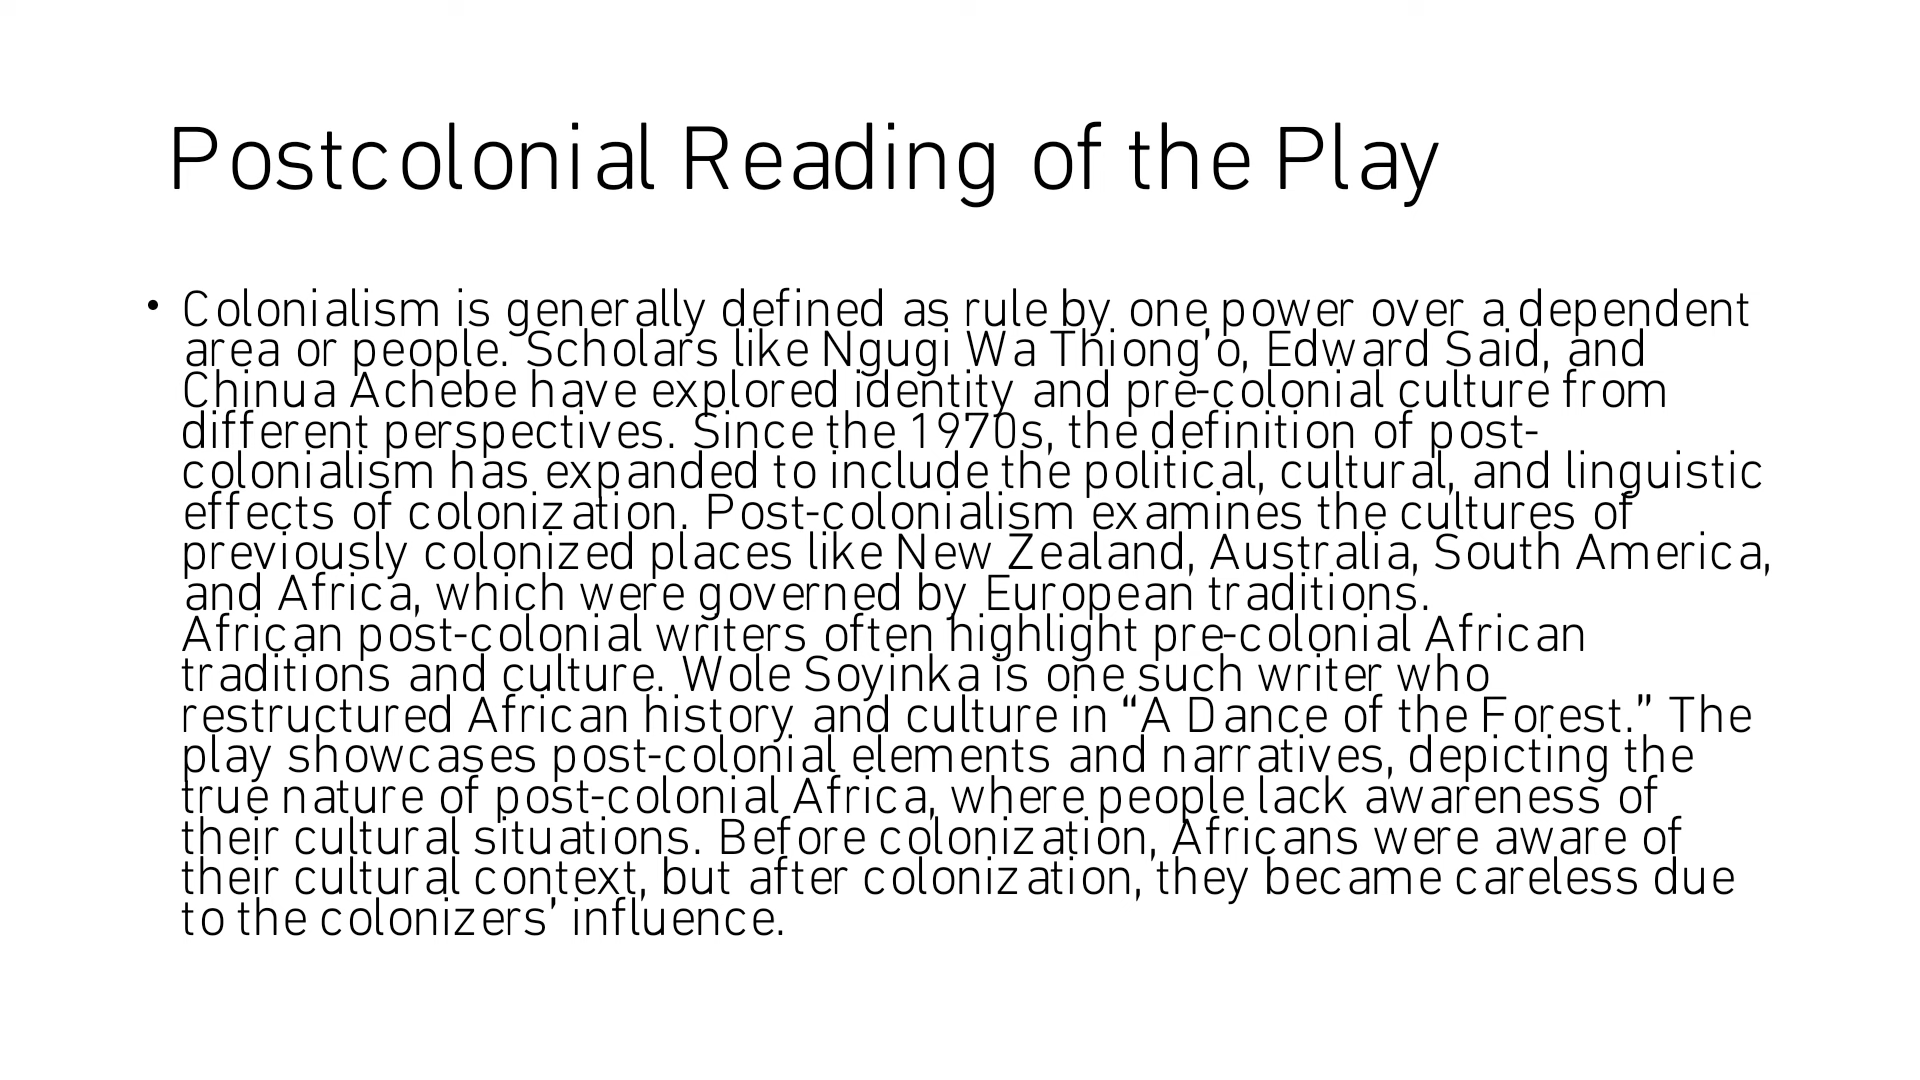 Postcolonial Reading of the Play
• Colonialism is generally defined as rule by one power over a dependent
area or people. Scholars like Ngugi Wa Thiong’o, Edward Said, and
Chinua Achebe have explored identity and pre-colonial culture from
different perspectives. Since the 1970s, the definition of post-
colonialism has expanded to include the political, cultural, and linguistic
effects of colonization. Post-colonialism examines the cultures of
previously colonized places like New Zealand, Australia, South America,
and Africa, which were governed by European traditions.
African post-colonial writers often highlight pre-colonial African
traditions and culture. Wole Soyinka is one such writer who
restructured African history and culture in “A Dance of the Forest.” The
play showcases post-colonial elements and narratives, depicting the
true nature of post-colonial Africa, where people lack awareness of
their cultural situations. Before colonization, Africans were aware of
their cultural context, but after colonization, they became careless due
to the colonizers’ influence.